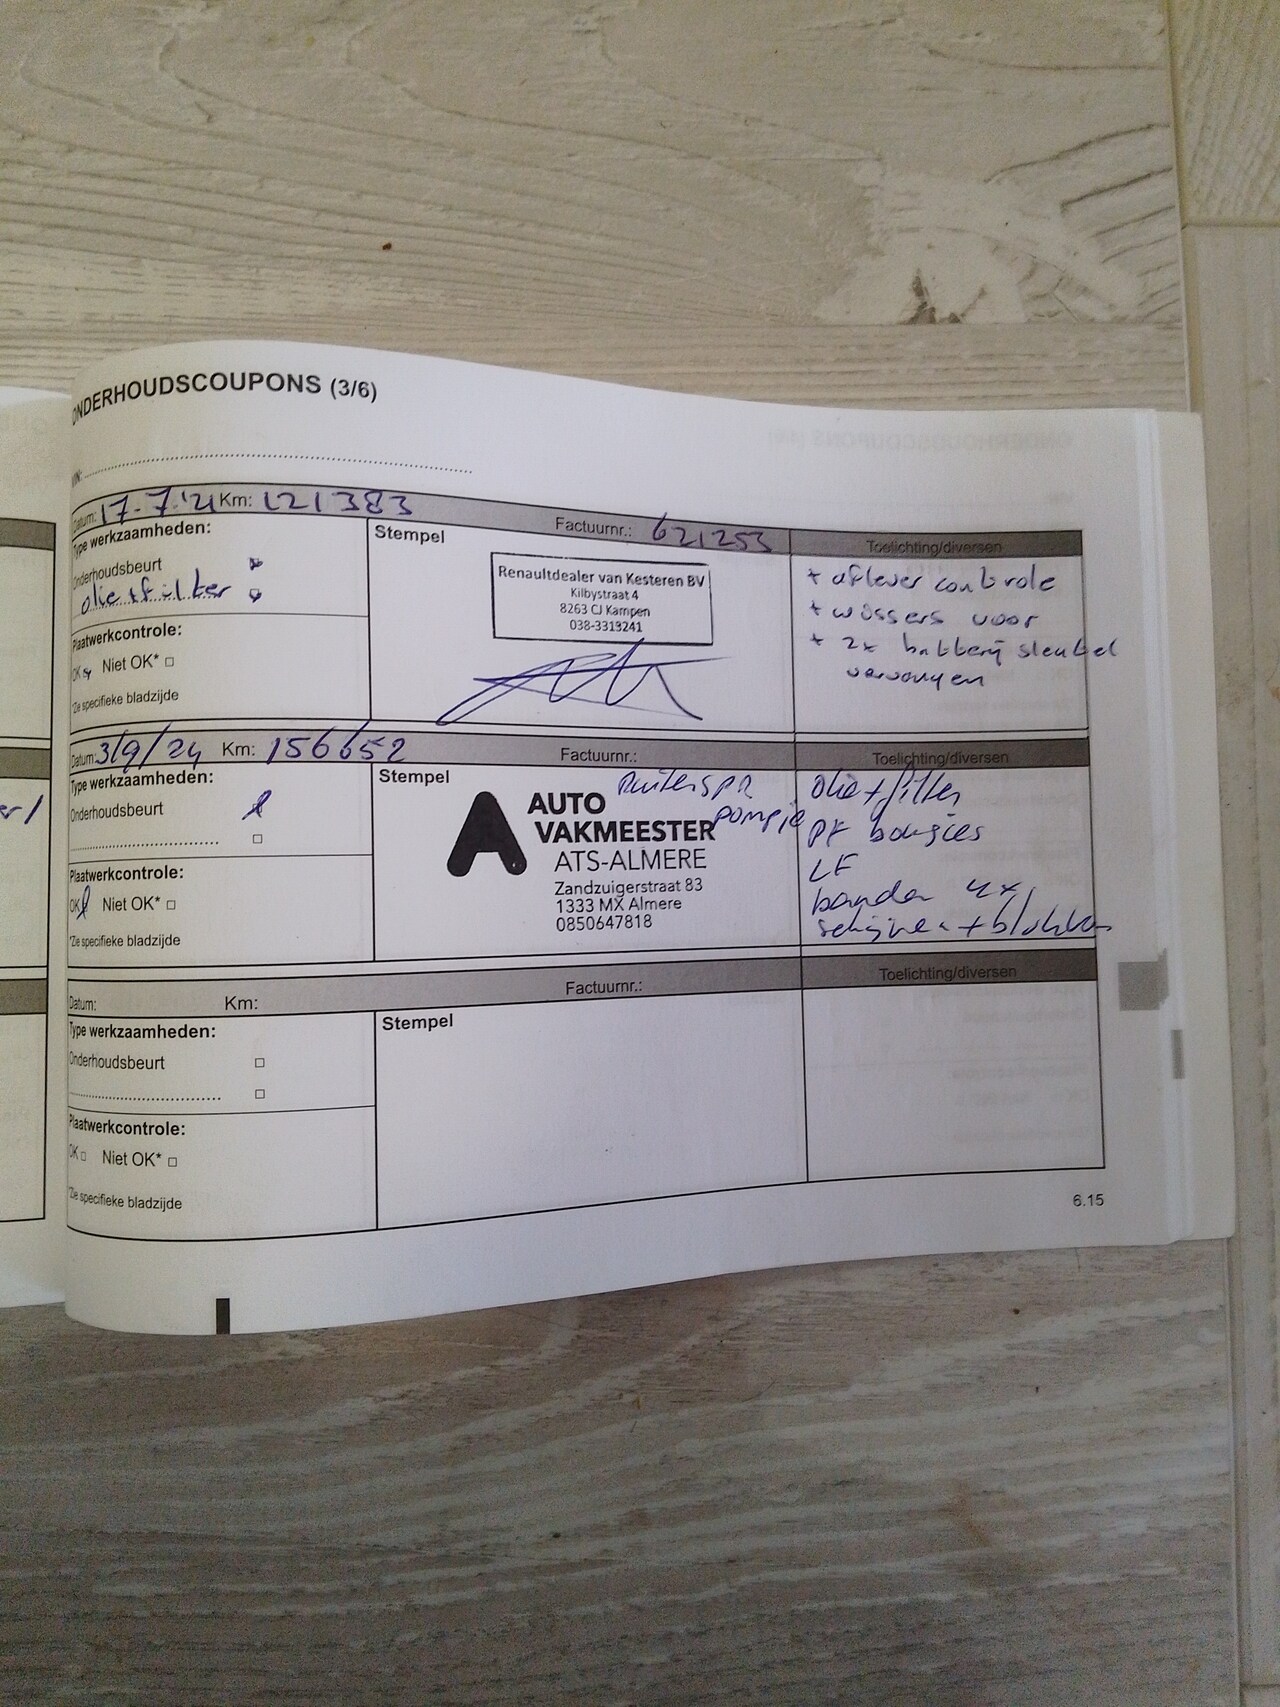 ONDERHOUDSCOUPONS (3/6)
VIN:
Datum: 17-7-'21 Km: 121383 Factuurnr.: 621253 Toelichting/diversen
Type werkzaamheden:
Onderhoudsbeurt
olie+filter
Plaatwerkcontrole:
OK Niet OK*
*Zie specifieke bladzijde
Stempel
Renaultdealer van Kesteren BV
Kilbystraat 4
8263 CJ Kampen
038-3313241
+ aflever controle
+ wissers voor
+ 2x batterij sleutel
vervangen
Datum: 3/9/24 Km: 156652 Factuurnr.: Toelichting/diversen
Type werkzaamheden:
Onderhoudsbeurt
Plaatwerkcontrole:
OK Niet OK*
*Zie specifieke bladzijde
Stempel
Ruiterspr
pompje
AUTO
VAKMEESTER
ATS-ALMERE
Zandzuigerstraat 83
1333 MX Almere
0850647818
olie+filter
bougies
LF
banden 4x
schijven + blokken
Datum: Km: Factuurnr.: Toelichting/diversen
Type werkzaamheden:
Onderhoudsbeurt
Plaatwerkcontrole:
OK Niet OK*
*Zie specifieke bladzijde
Stempel
6.15